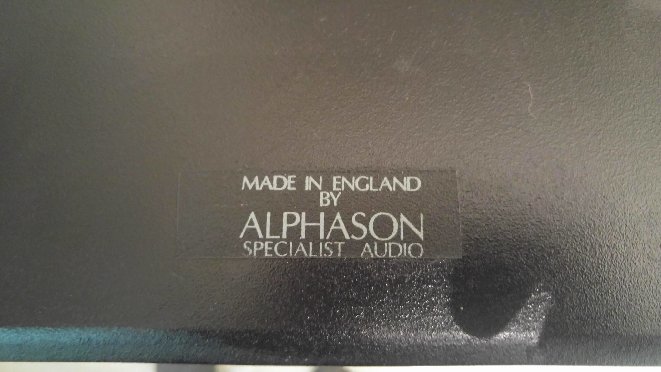 MADE IN ENGLAND
BY
ALPHASON
SPECIALIST AUDIO